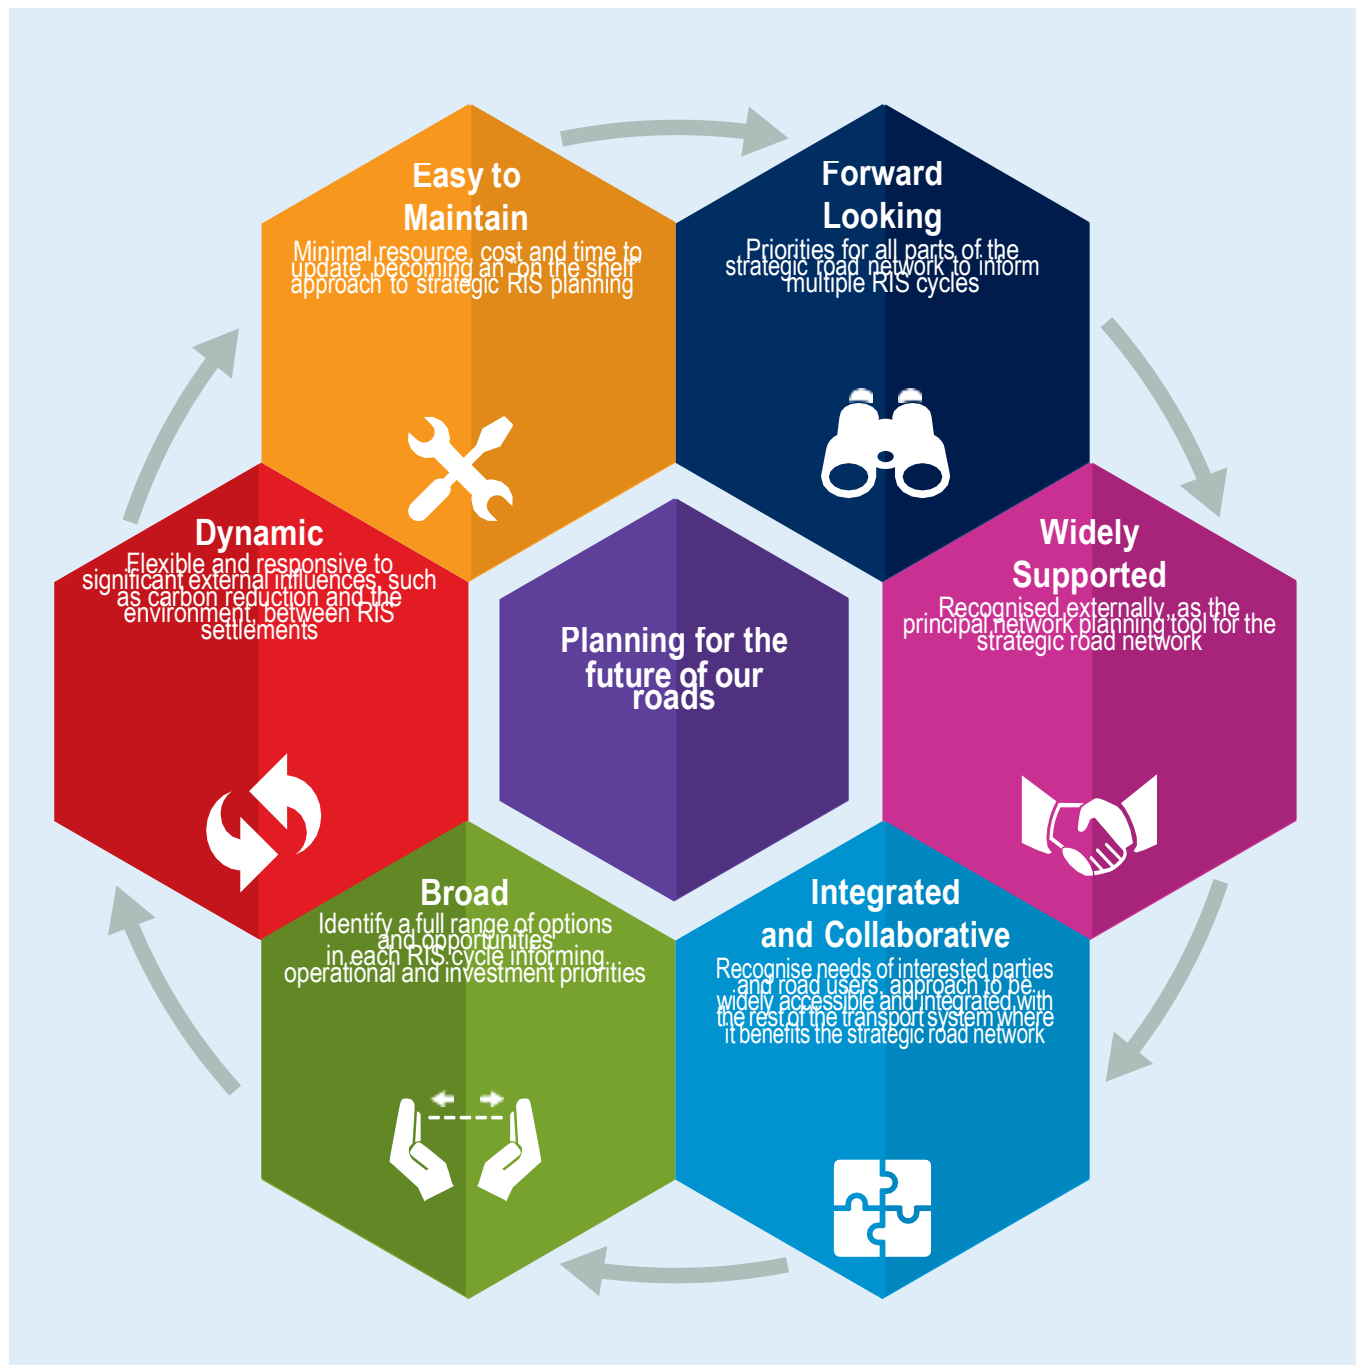 Easy to
Maintain
Minimal resource, cost and time to
update, becoming an “on the shelf”
approach to strategic RIS planning
Forward
Looking
Priorities for all parts of the
strategic road network to inform
multiple RIS cycles
Dynamic
Flexible and responsive to
significant external influences, such
as carbon reduction and the
environment, between RIS
settlements
Planning for the
future of our
roads
Widely
Supported
Recognised externally, as the
principal network planning tool for the
strategic road network
Broad
Identify a full range of options
and opportunities
in each RIS cycle informing
operational and investment priorities
Integrated
and Collaborative
Recognise needs of interested parties
and road users, approach to be
widely accessible and integrated with
the rest of the transport system where
it benefits the strategic road network